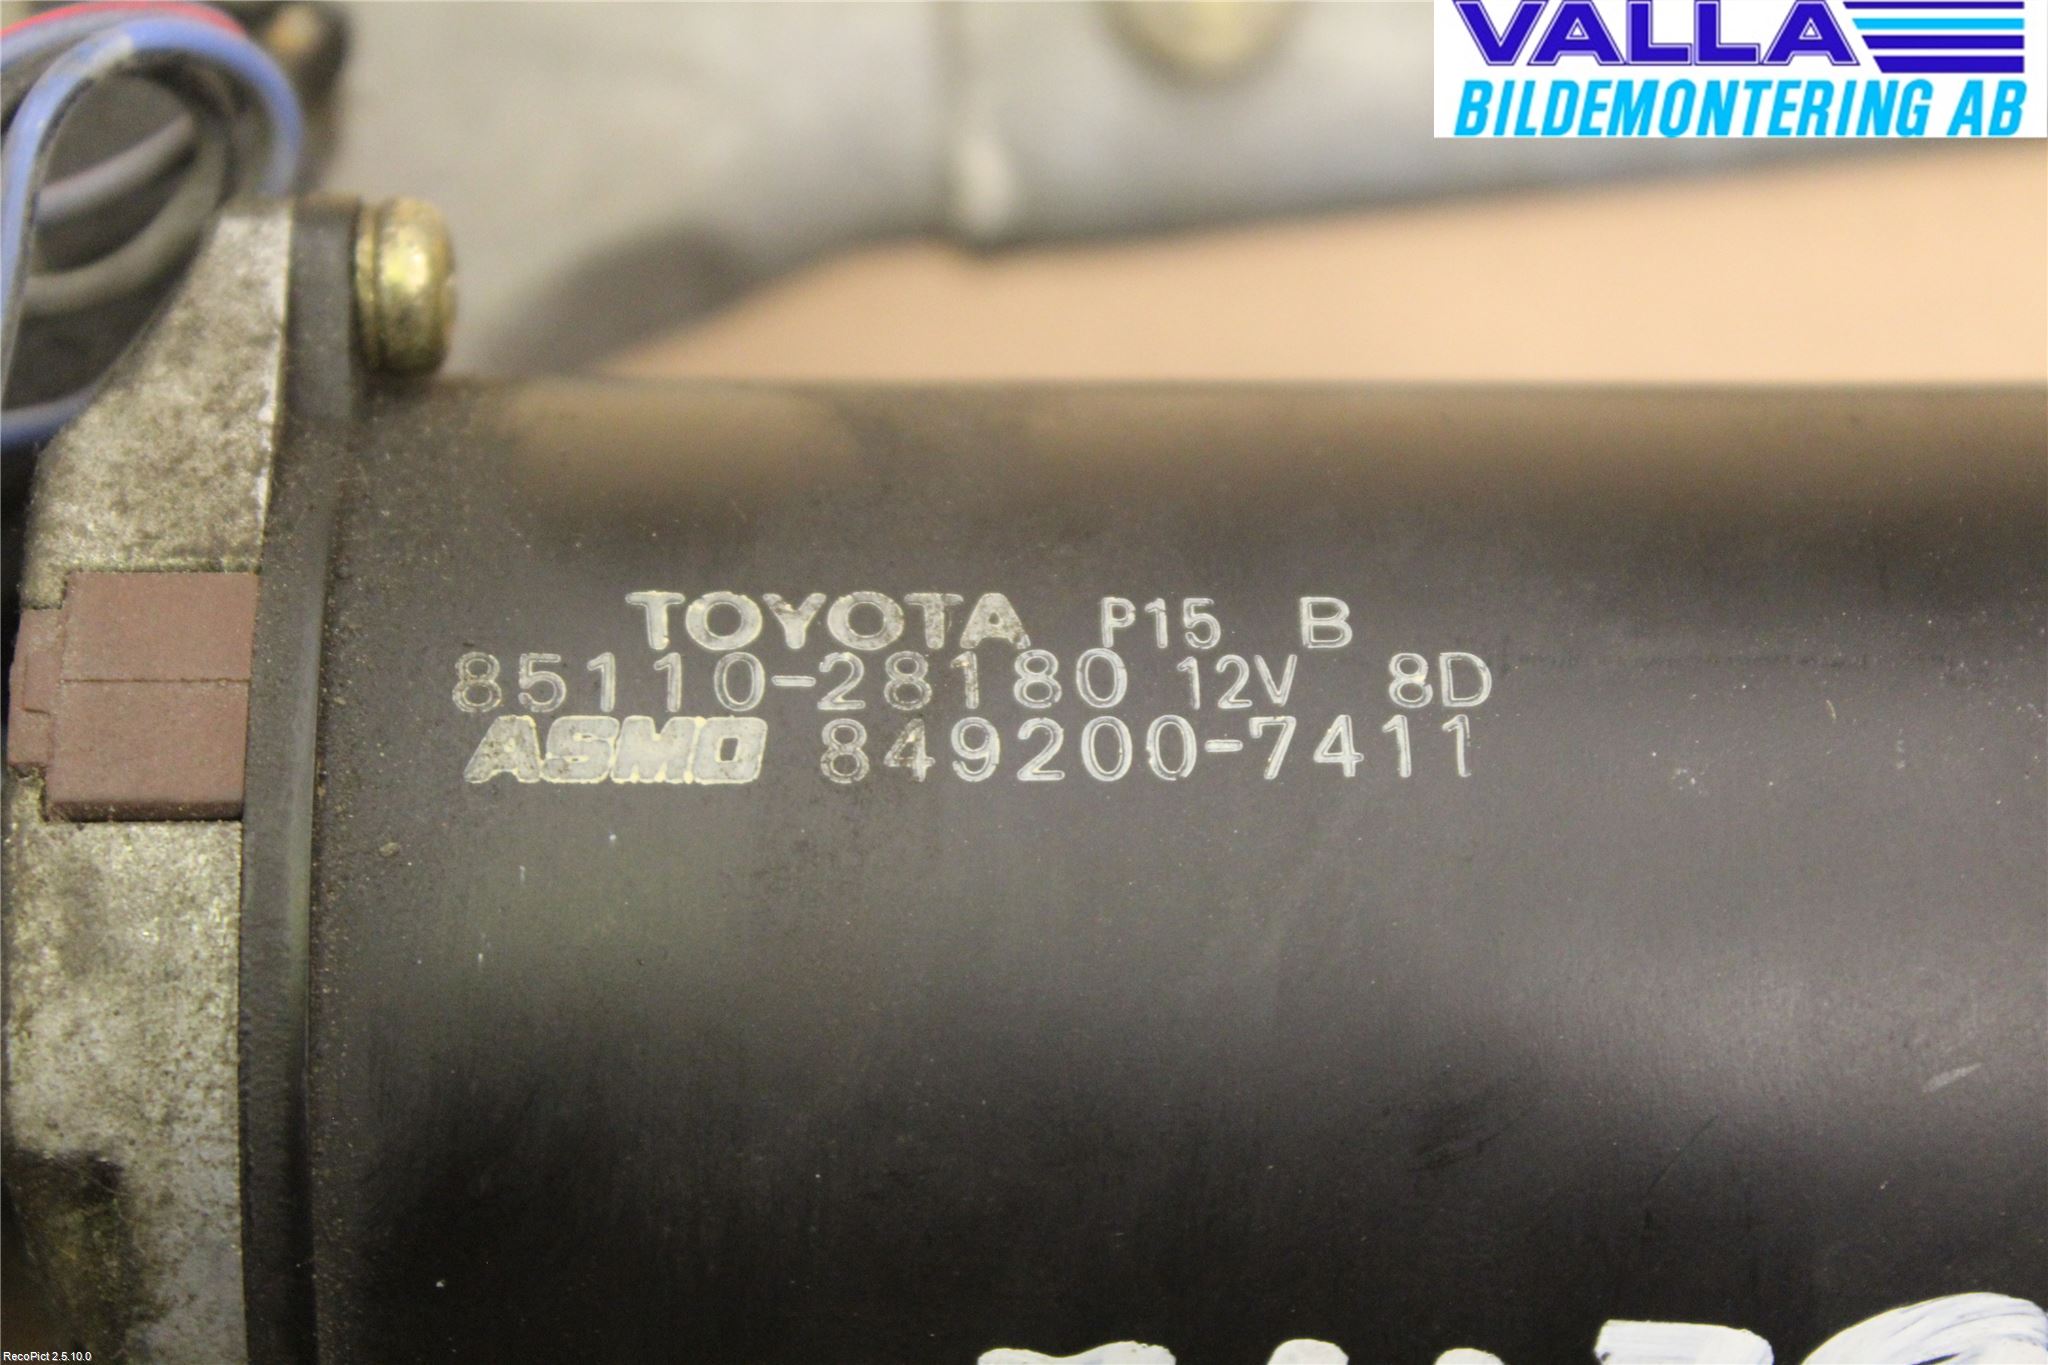 VALLA
BILDEMONTERING AB
TOYOTA P15 B
85110-28180 12V 8D
ASMO 849200-7411
RecoPict 2.5.10.0